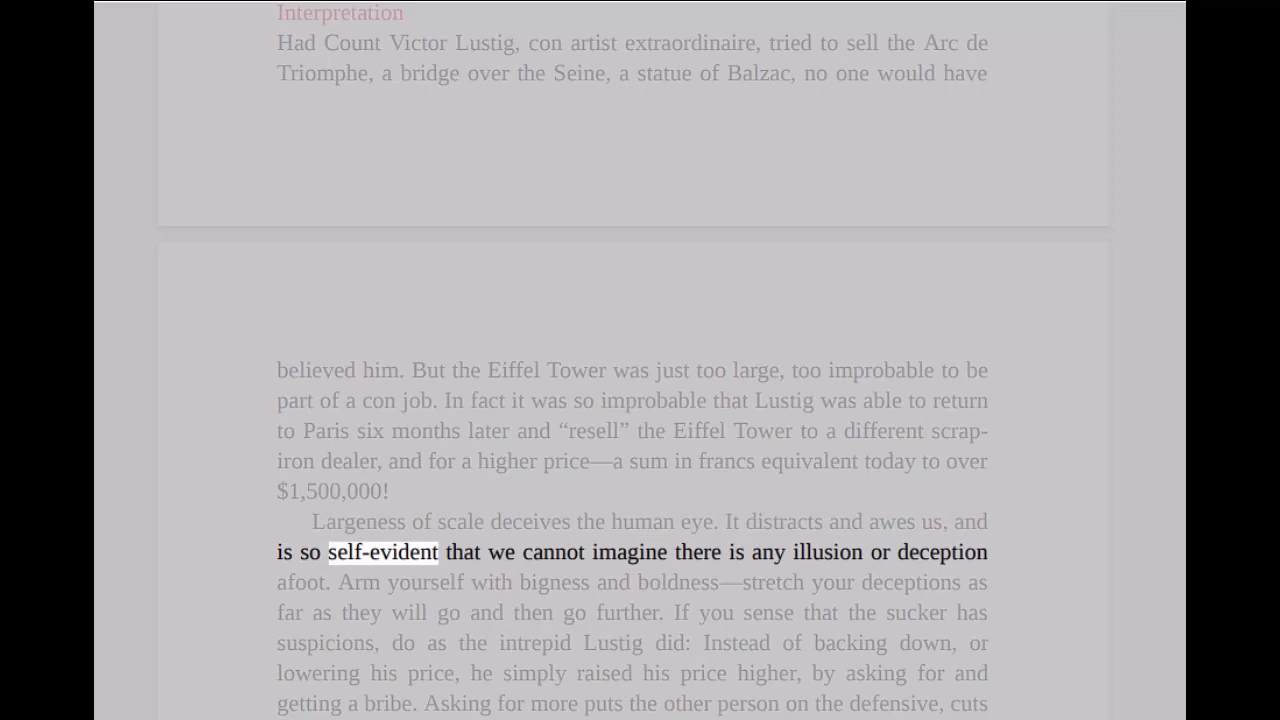 Interpretation
Had Count Victor Lustig, con artist extraordinaire, tried to sell the Arc de
Triomphe, a bridge over the Seine, a statue of Balzac, no one would have
believed him. But the Eiffel Tower was just too large, too improbable to be
part of a con job. In fact it was so improbable that Lustig was able to return
to Paris six months later and “resell” the Eiffel Tower to a different scrap-
iron dealer, and for a higher price—a sum in francs equivalent today to over
$1,500,000!
Largeness of scale deceives the human eye. It distracts and awes us, and
is so self-evident that we cannot imagine there is any illusion or deception
afoot. Arm yourself with bigness and boldness—stretch your deceptions as
far as they will go and then go further. If you sense that the sucker has
suspicions, do as the intrepid Lustig did: Instead of backing down, or
lowering his price, he simply raised his price higher, by asking for and
getting a bribe. Asking for more puts the other person on the defensive, cuts